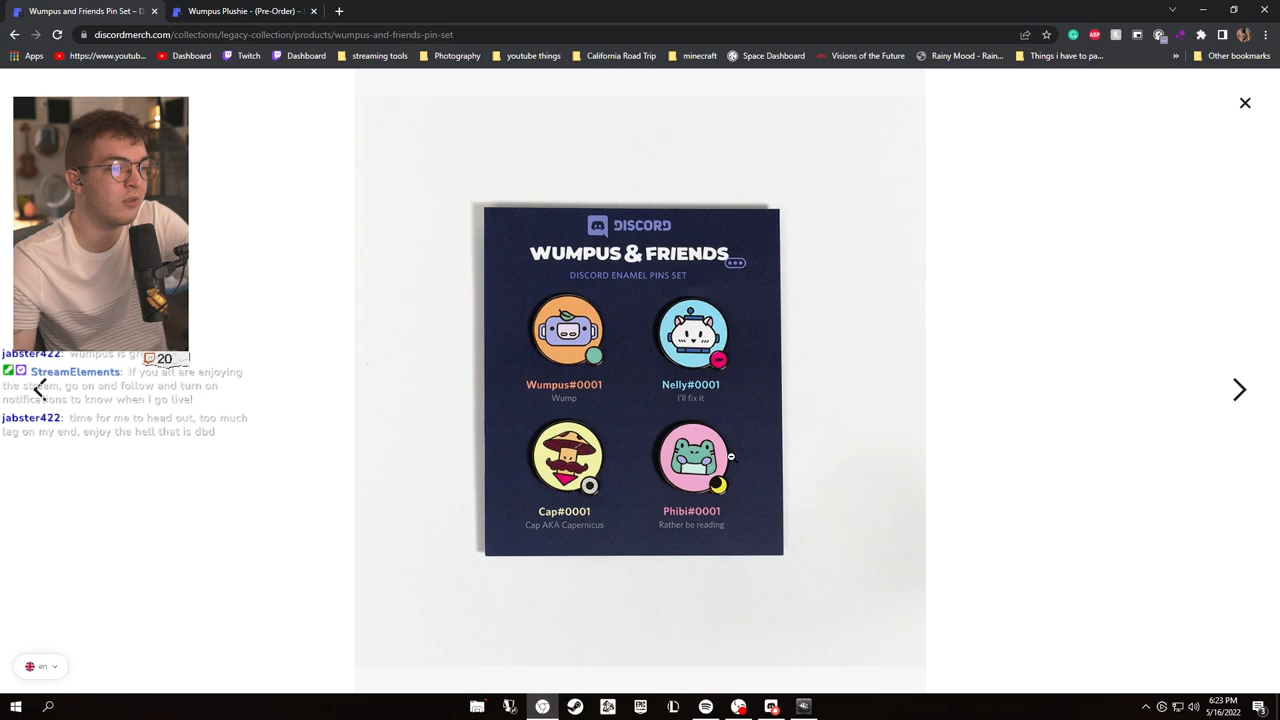 Wumpus and Friends Pin Set – D
Wumpus Plushie - (Pre-Order) –
discordmerch.com/collections/legacy-collection/products/wumpus-and-friends-pin-set
Apps
https://www.youtub...
Dashboard
Twitch
Dashboard
streaming tools
Photography
youtube things
California Road Trip
minecraft
Space Dashboard
Visions of the Future
Rainy Mood - Rain...
Things i have to pa...
»
Other bookmarks
DISCORD
WUMPUS & FRIENDS
DISCORD ENAMEL PINS SET
Wumpus#0001
Wump
Nelly#0001
I'll fix it
Cap#0001
Cap AKA Capernicus
Phibi#0001
Rather be reading
jabster422: wumpus is gr
20
StreamElements: If you all are enjoying
the stream, go on and follow and turn on
notifications to know when I go live!
jabster422: time for me to head out, too much
lag on my end, enjoy the hell that is dbd
en
6:23 PM
5/16/2022